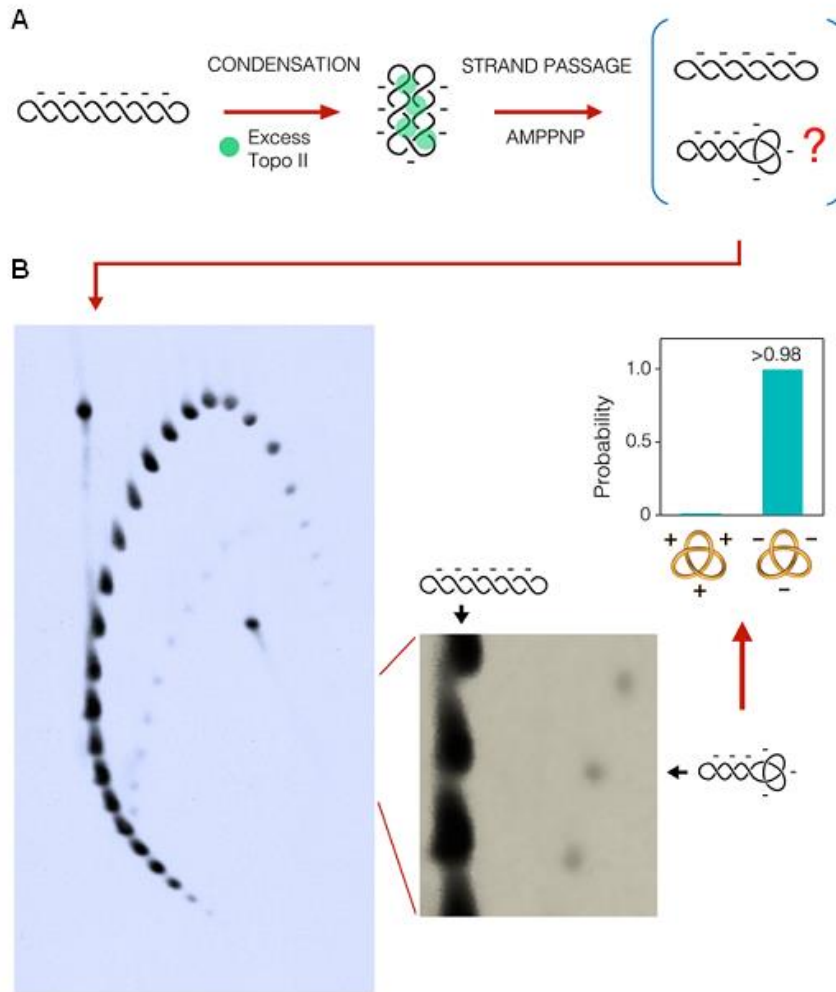 A
CONDENSATION
Excess
Topo II
STRAND PASSAGE
AMPPNP
?
B
>0.98
1.0
0.5
0
Probability
+ + +
- - -